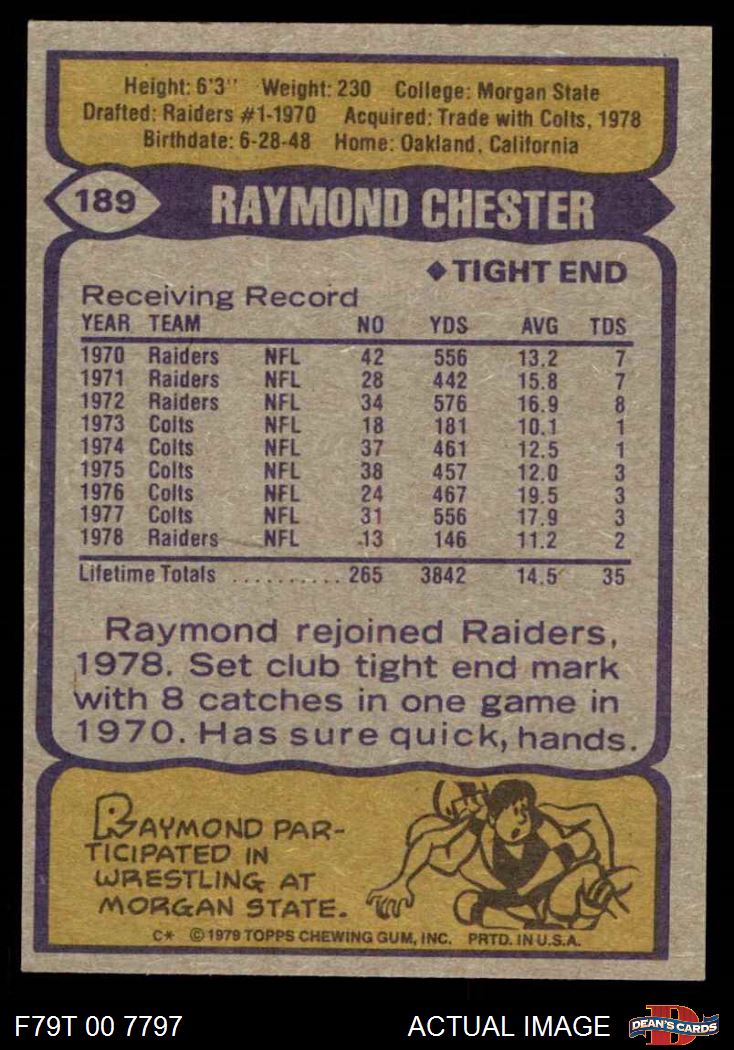 Height: 6'3" Weight: 230 College: Morgan State
Drafted: Raiders #1-1970 Acquired: Trade with Colts, 1978
Birthdate: 6-28-48 Home: Oakland, California
189 RAYMOND CHESTER
◆TIGHT END
Receiving Record
YEAR TEAM NO YDS AVG TDS
1970 Raiders NFL 42 556 13.2 7
1971 Raiders NFL 28 442 15.8 7
1972 Raiders NFL 34 576 16.9 8
1973 Colts NFL 18 181 10.1 1
1974 Colts NFL 37 461 12.5 1
1975 Colts NFL 38 457 12.0 3
1976 Colts NFL 24 467 19.5 3
1977 Colts NFL 31 556 17.9 3
1978 Raiders NFL 13 146 11.2 2
Lifetime Totals .......... 265 3842 14.5 35
Raymond rejoined Raiders,
1978. Set club tight end mark
with 8 catches in one game in
1970. Has sure quick, hands.
RAYMOND PAR-
TICIPATED IN
WRESTLING AT
MORGAN STATE.
C* ©1979 TOPPS CHEWING GUM, INC. PRTD. IN U.S.A.
F79T 00 7797 ACTUAL IMAGE D DEAN'S CARDS